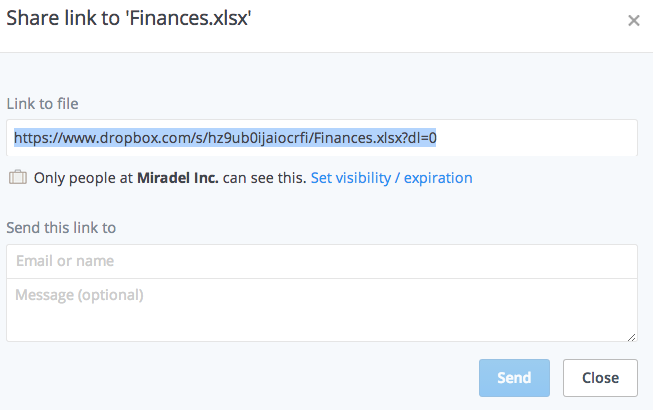 Share link to 'Finances.xlsx'
×
Link to file
https://www.dropbox.com/s/hz9ub0ijaiocrfi/Finances.xlsx?dl=0
Only people at Miradel Inc. can see this. Set visibility / expiration
Send this link to
Email or name
Message (optional)
Send Close